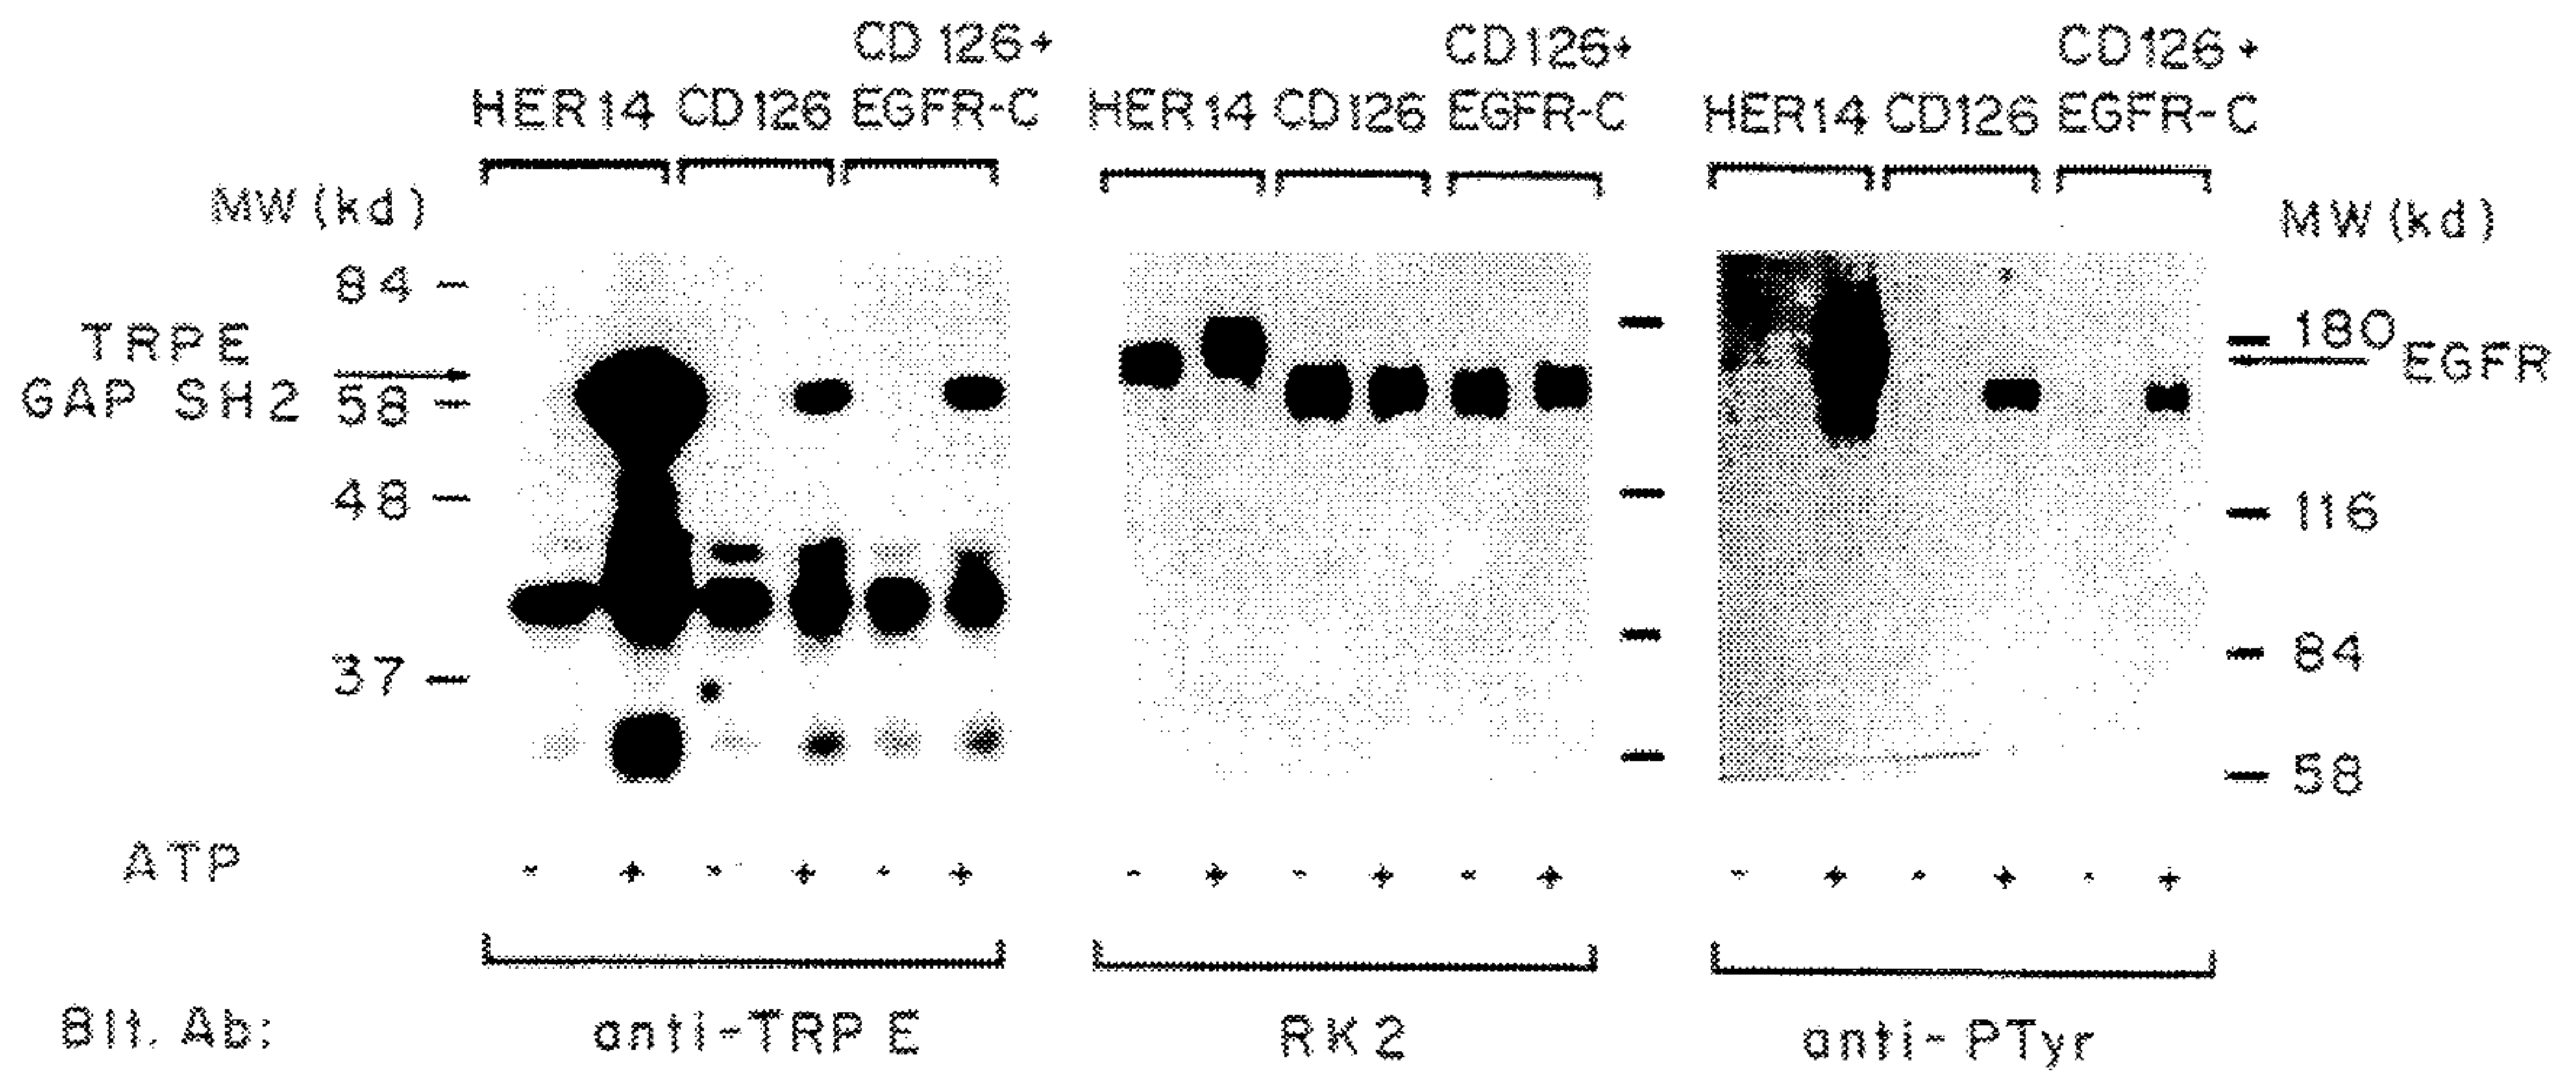 CD 126+ CD126+ CD126+
HER14 CD126 EGFR-C HER14 CD126 EGFR-C HER14 CD126 EGFR-C
MW (kd) MW (kd)
84
TRPE 180
GAP SH2 58 EGFR
48 116
37 84
58
ATP - + - + - + - + - + - + - + - + - +
Blt. Ab: anti-TRP E RK2 anti-PTyr